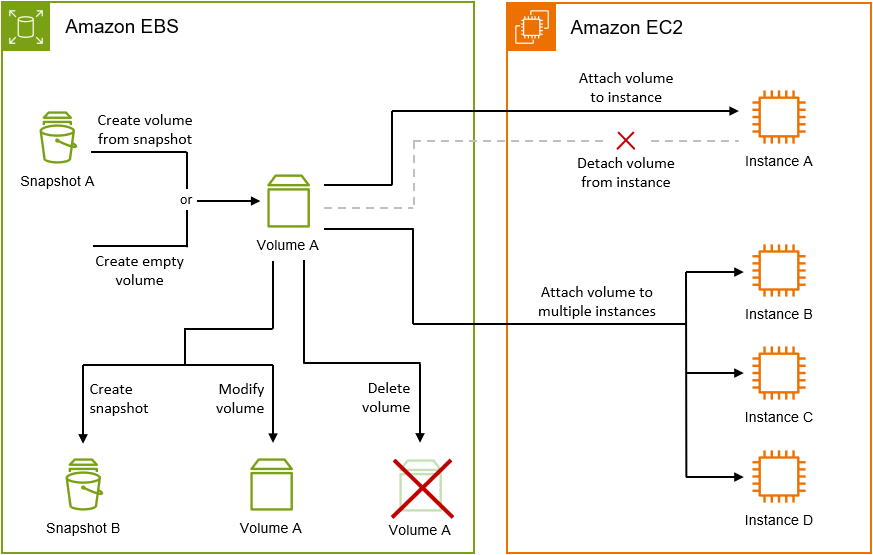 Amazon EBS
Amazon EC2
Create volume
from snapshot
Snapshot A
or
Create empty
volume
Volume A
Attach volume
to instance
Detach volume
from instance
Instance A
Attach volume to
multiple instances
Instance B
Instance C
Instance D
Create
snapshot
Modify
volume
Delete
volume
Snapshot B
Volume A
Volume A